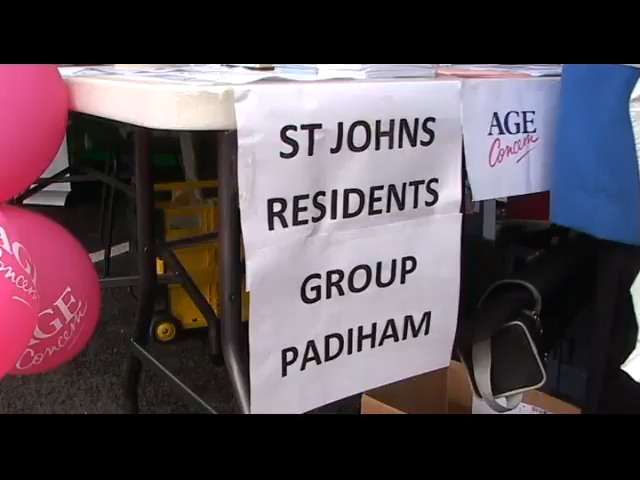 ST JOHNS
RESIDENTS
GROUP
PADIHAM
AGE
Concern
AGE
Concern
AGE
Concern